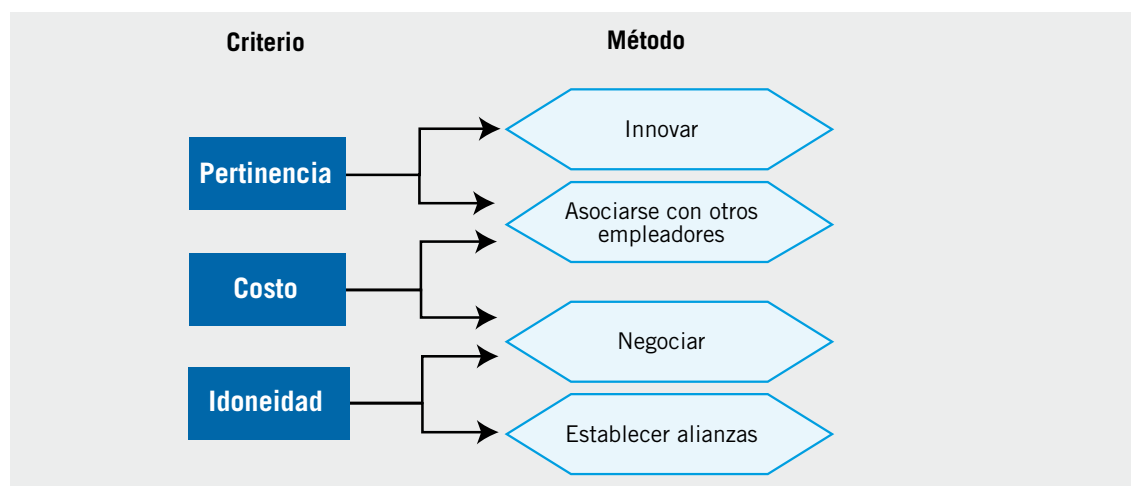 Criterio
Método
Pertinencia
Costo
Idoneidad
Innovar
Asociarse con otros
empleadores
Negociar
Establecer alianzas